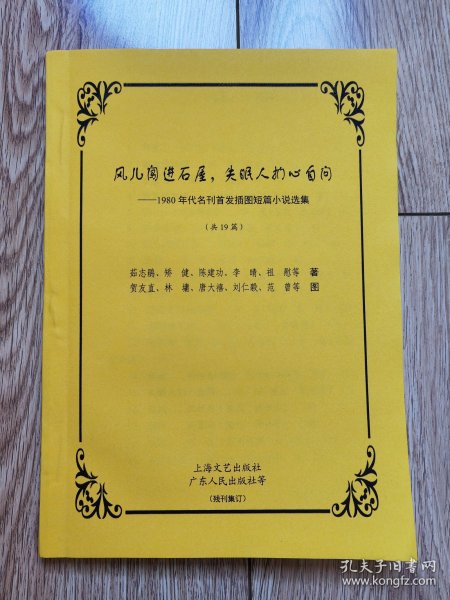 风儿闯进石屋，失眠人扪心自问
——1980年代名刊首发插图短篇小说选集
（共19篇）
茹志鹃、矫 健、陈建功、李 晴、祖 慰等 著
贺友直、林 墉、唐大禧、刘仁毅、范 曾等 图
上海文艺出版社
广东人民出版社等
（残刊集订）
孔夫子旧书网
www.kongfz.com